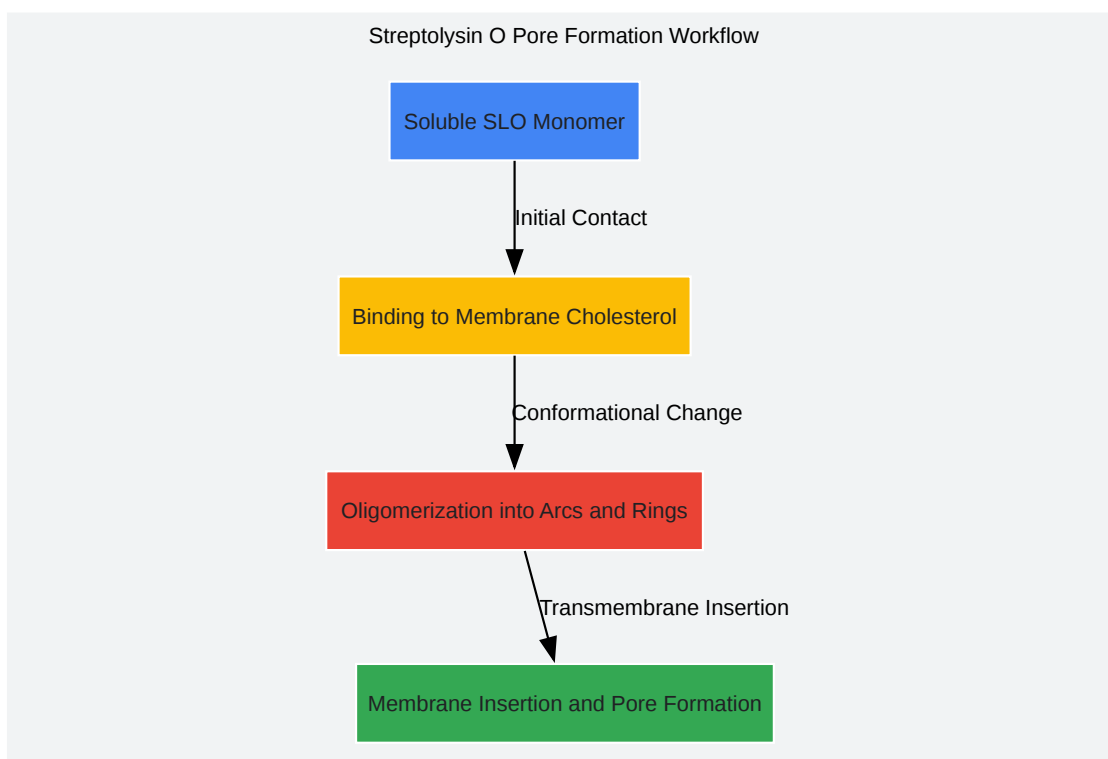 Streptolysin O Pore Formation Workflow
Soluble SLO Monomer
Initial Contact
Binding to Membrane Cholesterol
Conformational Change
Oligomerization into Arcs and Rings
Transmembrane Insertion
Membrane Insertion and Pore Formation